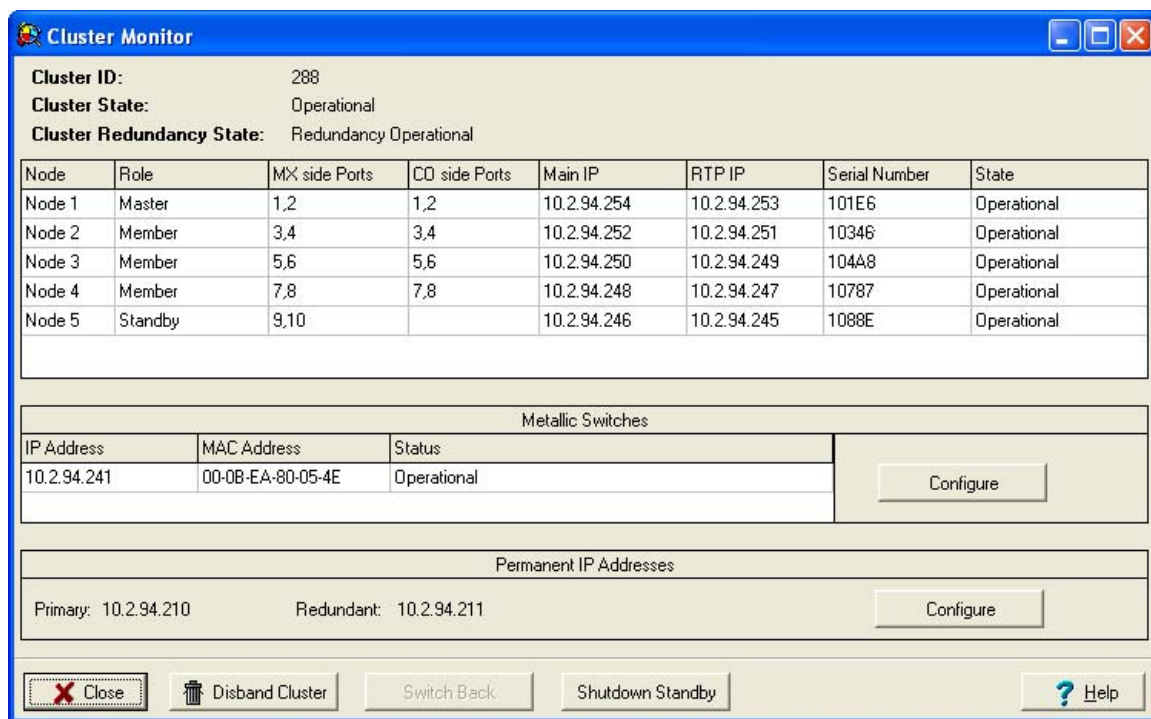 Cluster Monitor
Cluster ID: 288
Cluster State: Operational
Cluster Redundancy State: Redundancy Operational
Node Role MX side Ports CO side Ports Main IP RTP IP Serial Number State
Node 1 Master 1,2 1,2 10.2.94.254 10.2.94.253 101E6 Operational
Node 2 Member 3,4 3,4 10.2.94.252 10.2.94.251 10346 Operational
Node 3 Member 5,6 5,6 10.2.94.250 10.2.94.249 104A8 Operational
Node 4 Member 7,8 7,8 10.2.94.248 10.2.94.247 10787 Operational
Node 5 Standby 9,10 10.2.94.246 10.2.94.245 1088E Operational
Metallic Switches
IP Address MAC Address Status
10.2.94.241 00-0B-EA-80-05-4E Operational
Configure
Permanent IP Addresses
Primary: 10.2.94.210 Redundant: 10.2.94.211 Configure
Close Disband Cluster Switch Back Shutdown Standby Help